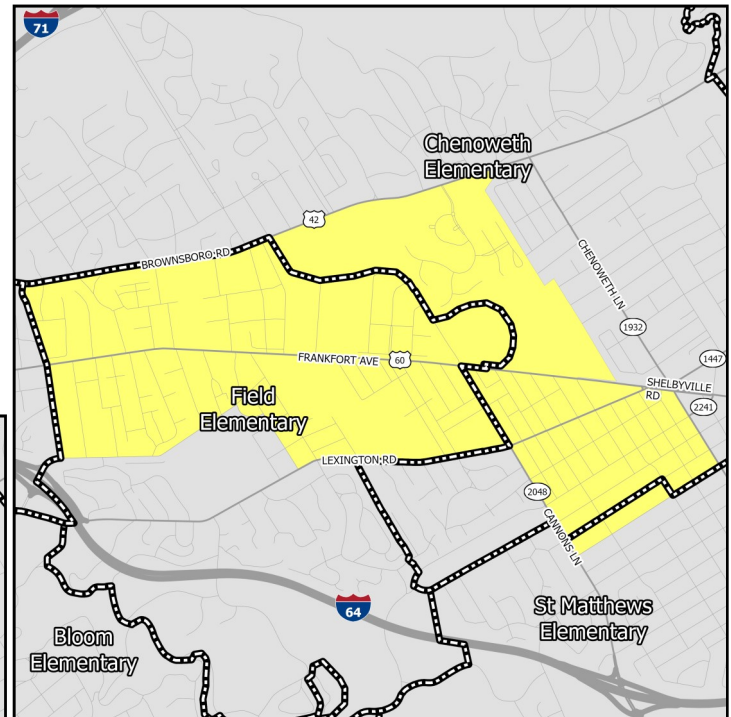 71
Chenoweth
Elementary
42
BROWNSBORO RD
CHENOWETH LN
1932
FRANKFORT AVE
60
1447
SHELBYVILLE
RD
2241
Field
Elementary
LEXINGTON RD
2048
CANNONS LN
64
St Matthews
Elementary
Bloom
Elementary